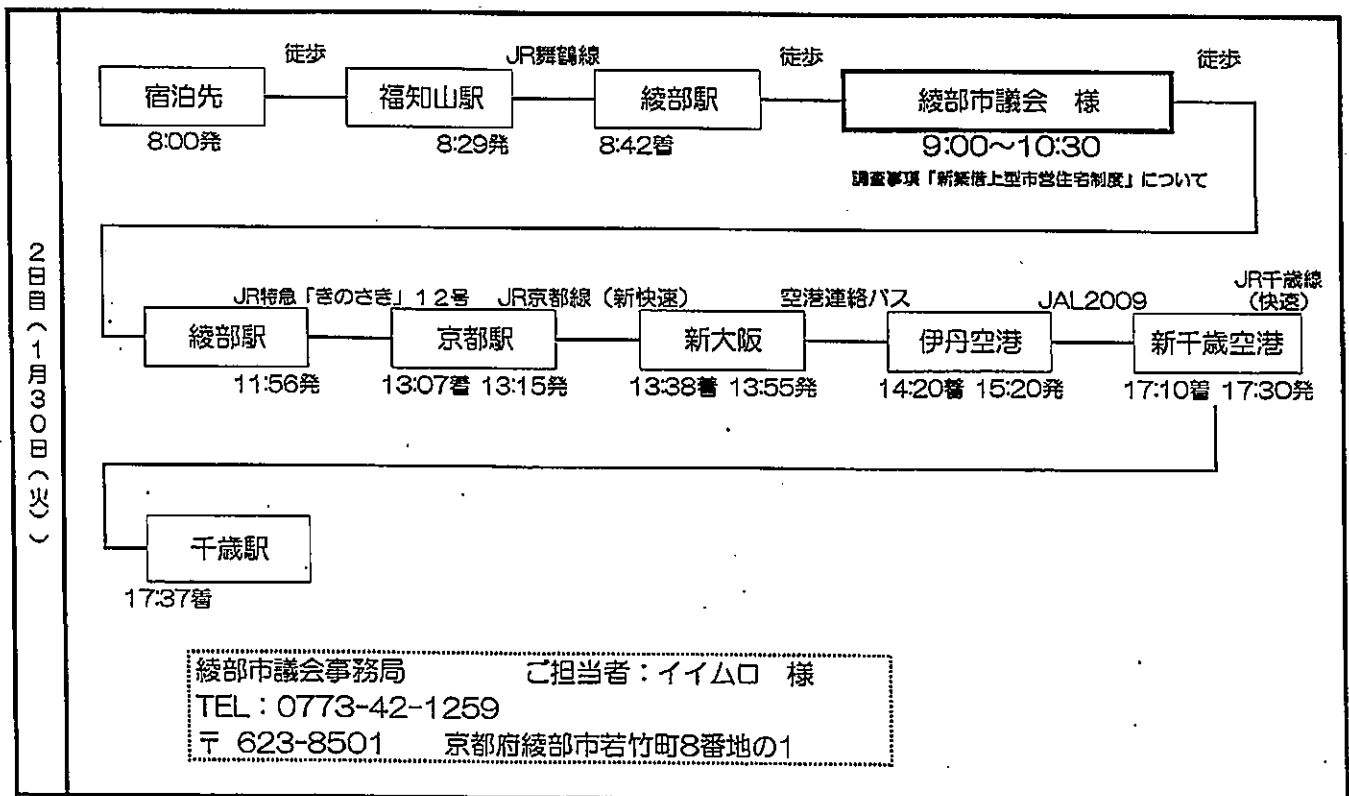 2日目(1月30日(火))
徒歩 JR舞鶴線 徒歩 徒歩
宿泊先 福知山駅 綾部駅 綾部市議会 様
8:00発 8:29発 8:42着 9:00～10:30
調査事項「新築借上型市営住宅制度」について
JR特急「きのさき」12号 JR京都線(新快速) 空港連絡バス JAL2009 JR千歳線
(快速)
綾部駅 京都駅 新大阪 伊丹空港 新千歳空港
11:56発 13:07着 13:15発 13:38着 13:55発 14:20着 15:20発 17:10着 17:30発
千歳駅
17:37着
綾部市議会事務局 ご担当者：イイムロ 様
TEL：0773-42-1259
〒 623-8501 京都府綾部市若竹町8番地の1